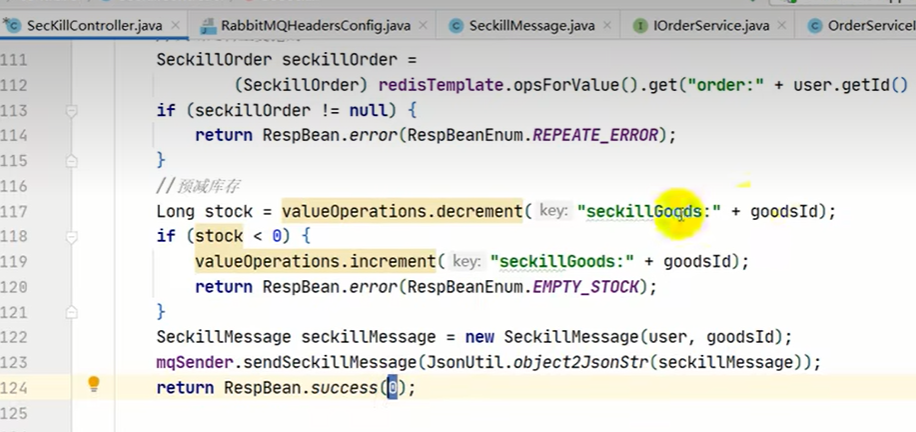 SecKillController.java RabbitMQHeadersConfig.java SecKillMessage.java IOrderService.java OrderServiceI
111 SeckillOrder seckillOrder =
112 (SeckillOrder) redisTemplate.opsForValue().get("order:" + user.getId()
113 if (seckillOrder != null) {
114 return RespBean.error(RespBeanEnum.REPEATE_ERROR);
115 }
116 //预减库存
117 Long stock = valueOperations.decrement( key: "seckillGoods:" + goodsId);
118 if (stock < 0) {
119 valueOperations.increment( key: "seckillGoods:" + goodsId);
120 return RespBean.error(RespBeanEnum.EMPTY_STOCK);
121 }
122 SeckillMessage seckillMessage = new SeckillMessage(user, goodsId);
123 mqSender.sendSeckillMessage(JsonUtil.object2JsonStr(seckillMessage));
124 return RespBean.success(0);
125